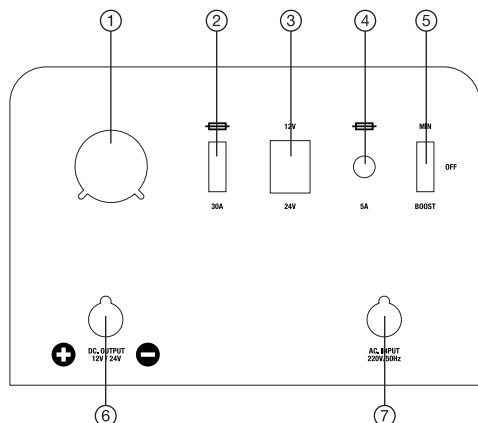 1 2 3 4 5
12V MIN
OFF
30A 24V 5A BOOST
+ DC. OUTPUT - AC. INPUT
12V / 24V 220V/50Hz
6 7